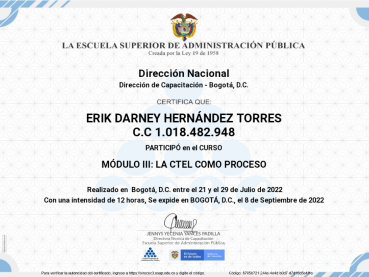 LA ESCUELA SUPERIOR DE ADMINISTRACIÓN PÚBLICA
Creada por la Ley 19 de 1958
Dirección Nacional
Dirección de Capacitación - Bogotá, D.C.
CERTIFICA QUE:
ERIK DARNEY HERNÁNDEZ TORRES
C.C 1.018.482.948
PARTICIPÓ en el CURSO
MÓDULO III: LA CTEL COMO PROCESO
Realizado en Bogotá, D.C. entre el 21 y el 29 de Julio de 2022
Con una intensidad de 12 horas, Se expide en BOGOTÁ, D.C., el 8 de Septiembre de 2022
JENNYS YECENIA VANCES PADILLA
Directora Técnica de Capacitación
Escuela Superior de Administración Pública
Para verificar la autenticidad del certificado, ingrese a
y digite el código
Código: